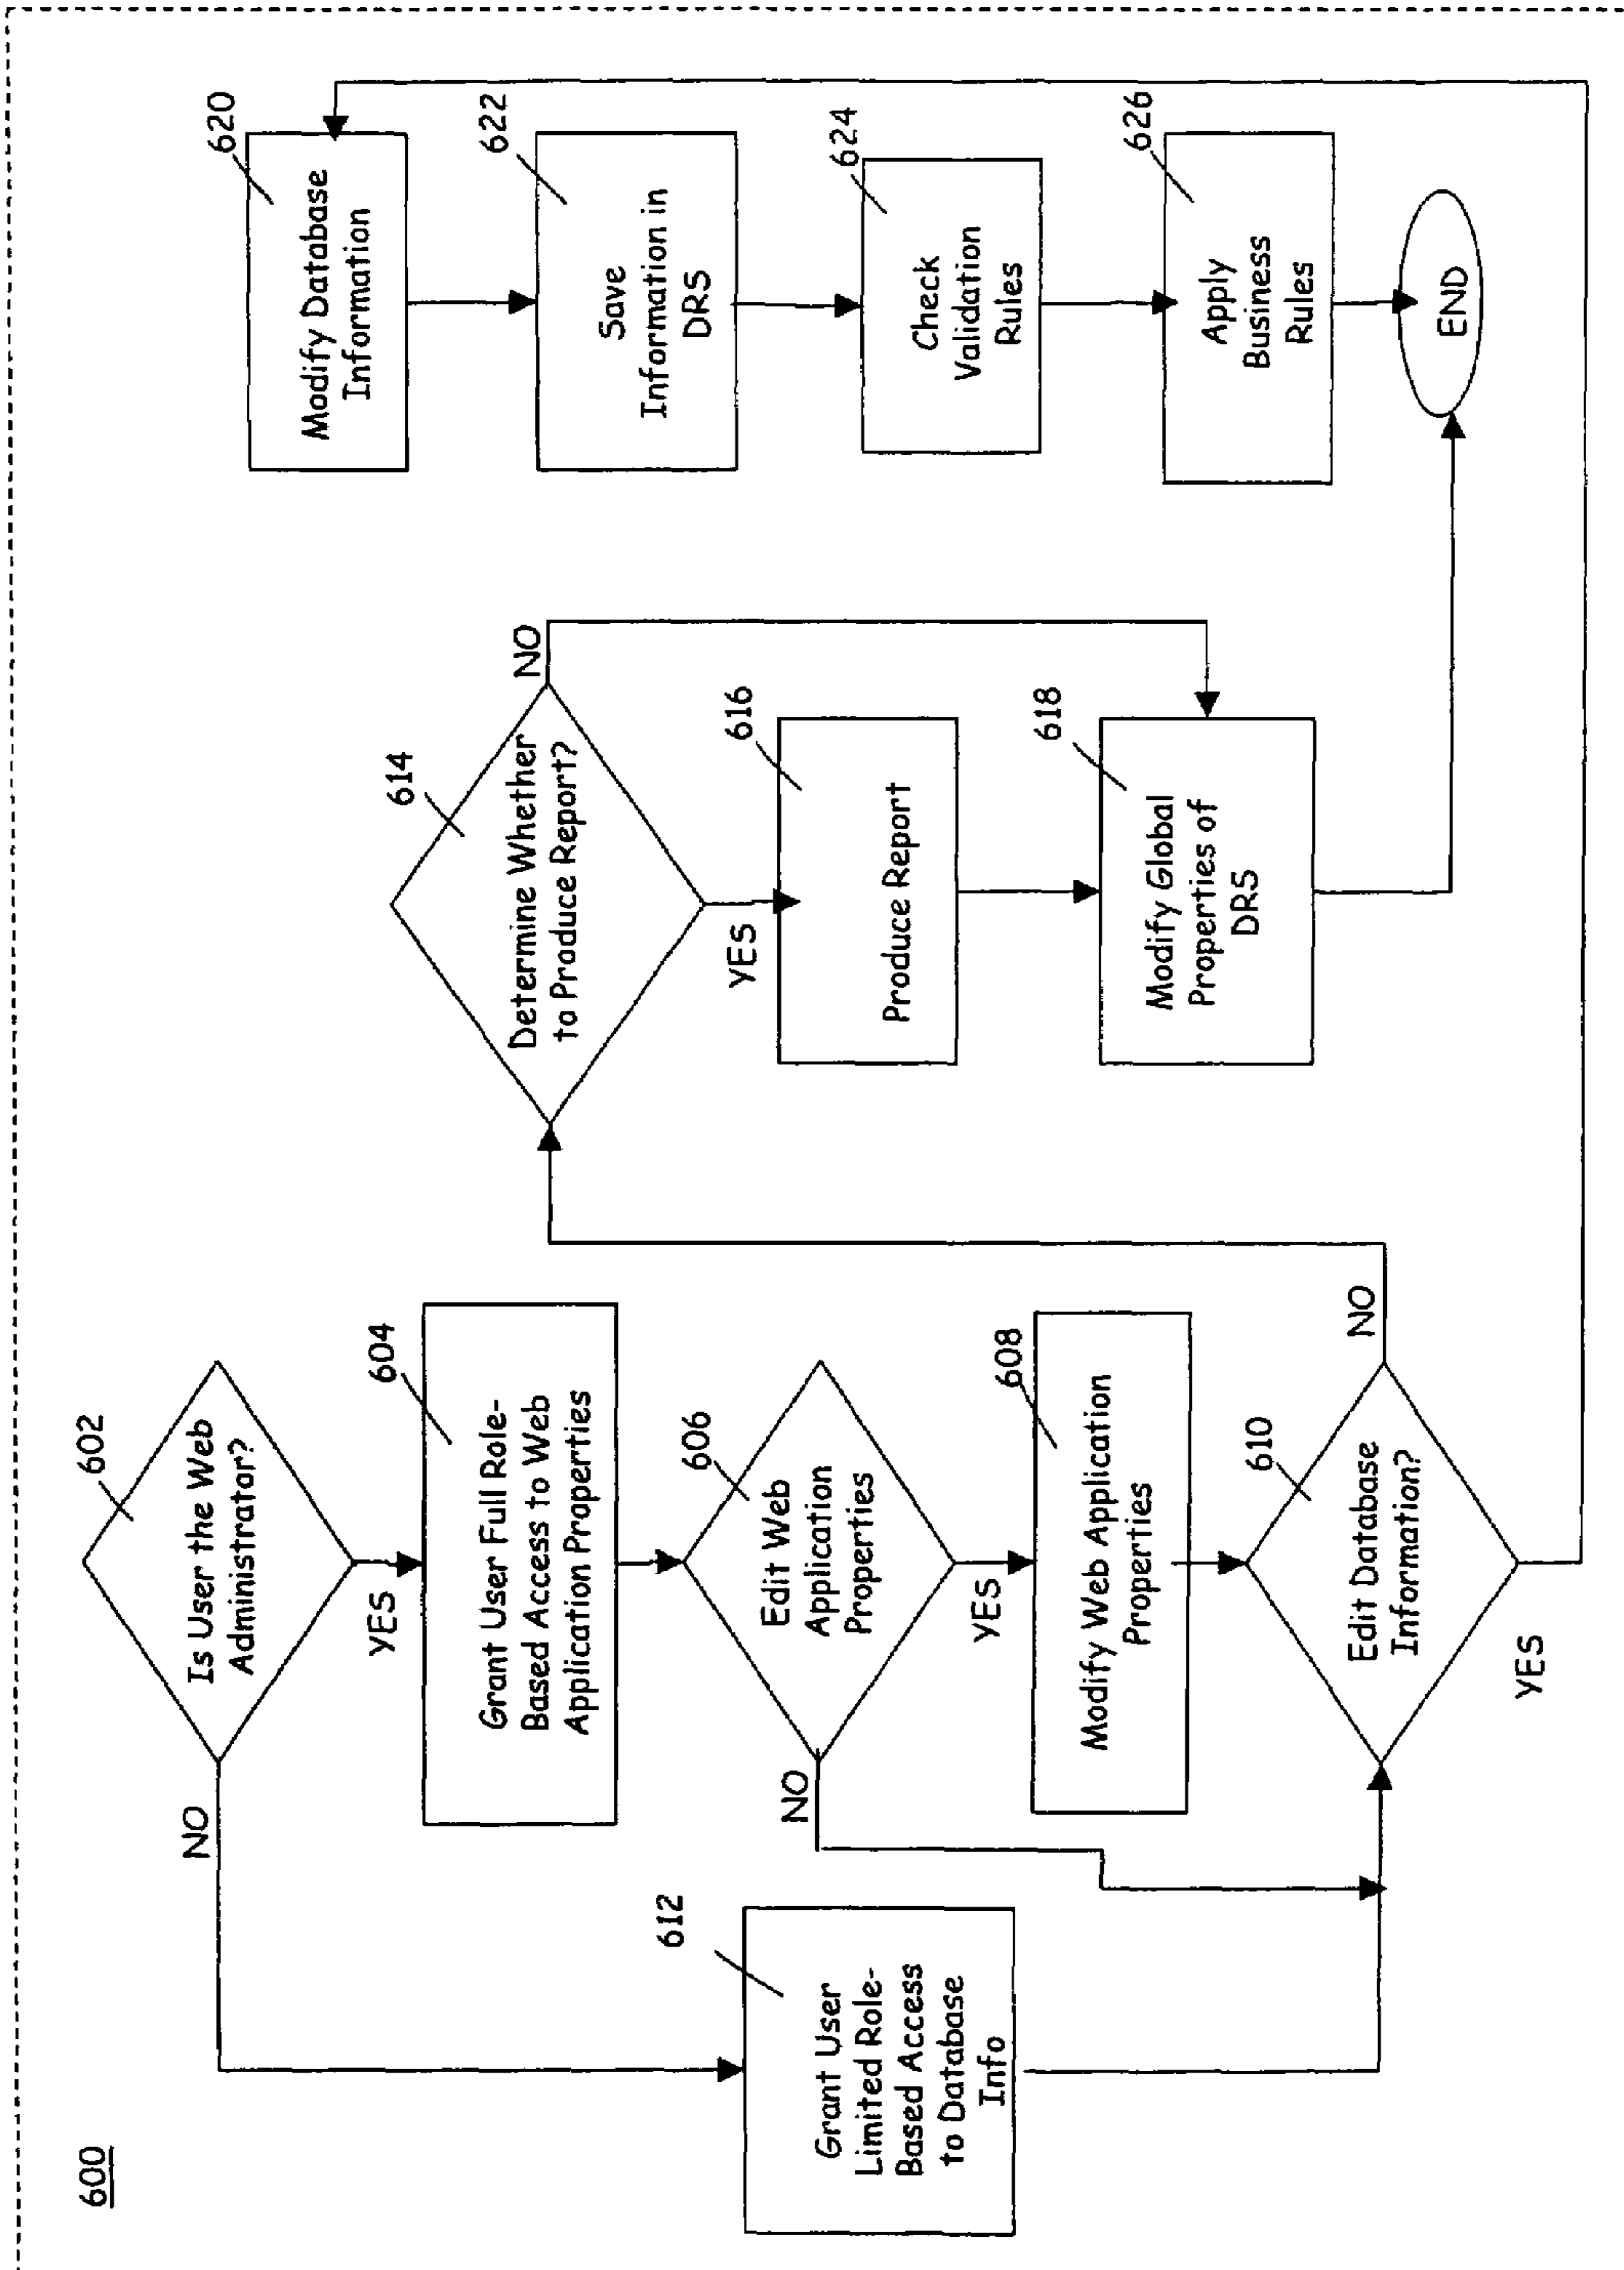 600
602
Is User the Web
Administrator?
NO
YES
604
Grant User Full Role-
Based Access to Web
Application Properties
606
Edit Web
Application
Properties
NO
YES
608
Modify Web Application
Properties
610
Edit Database
Information?
NO
YES
612
Grant User
Limited Role-
Based Access
to Database
Info
614
Determine Whether
to Produce Report?
NO
YES
616
Produce Report
618
Modify Global
Properties of
DRS
620
Modify Database
Information
622
Save
Information in
DRS
624
Check
Validation
Rules
626
Apply
Business
Rules
END